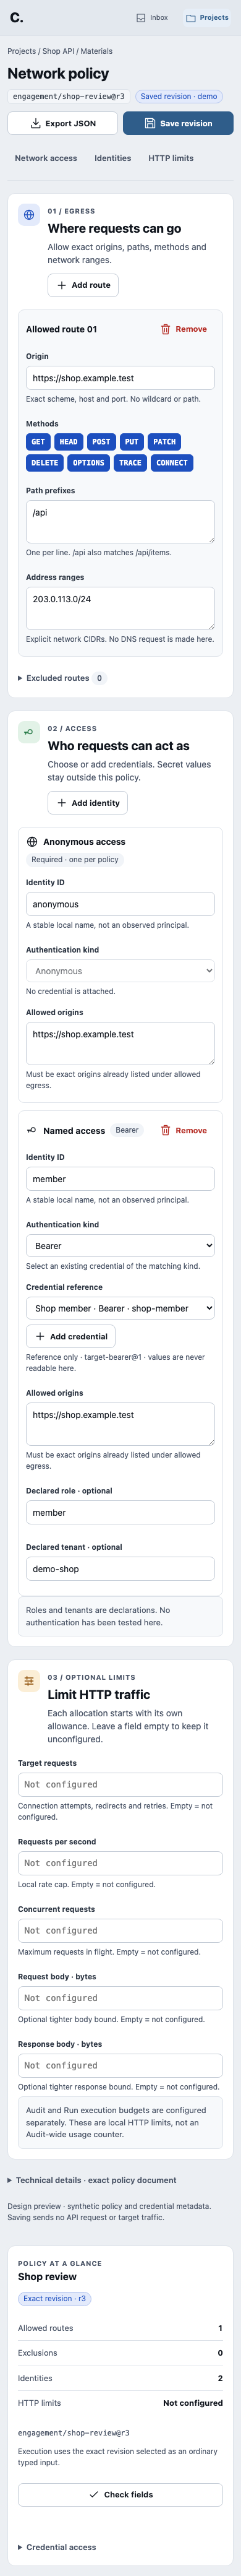 C.
Inbox
Projects
Projects / Shop API / Materials
Network policy
engagement/shop-review@r3
Saved revision · demo
Export JSON
Save revision
Network access
Identities
HTTP limits
01 / EGRESS
Where requests can go
Allow exact origins, paths, methods and
network ranges.
Add route
Allowed route 01
Remove
Origin
https://shop.example.test
Exact scheme, host and port. No wildcard or path.
Methods
GET HEAD POST PUT PATCH
DELETE OPTIONS TRACE CONNECT
Path prefixes
/api
One per line. /api also matches /api/items.
Address ranges
203.0.113.0/24
Explicit network CIDRs. No DNS request is made here.
Excluded routes 0
02 / ACCESS
Who requests can act as
Choose or add credentials. Secret values
stay outside this policy.
Add identity
Anonymous access
Required · one per policy
Identity ID
anonymous
A stable local name, not an observed principal.
Authentication kind
Anonymous
No credential is attached.
Allowed origins
https://shop.example.test
Must be exact origins already listed under allowed
egress.
Named access
Bearer
Remove
Identity ID
member
A stable local name, not an observed principal.
Authentication kind
Bearer
Select an existing credential of the matching kind.
Credential reference
Shop member · Bearer · shop-member
Add credential
Reference only · target-bearer@1 · values are never
readable here.
Allowed origins
https://shop.example.test
Must be exact origins already listed under allowed
egress.
Declared role · optional
member
Declared tenant · optional
demo-shop
Roles and tenants are declarations. No
authentication has been tested here.
03 / OPTIONAL LIMITS
Limit HTTP traffic
Each allocation starts with its own
allowance. Leave a field empty to keep it
unconfigured.
Target requests
Not configured
Connection attempts, redirects and retries. Empty = not
configured.
Requests per second
Not configured
Local rate cap. Empty = not configured.
Concurrent requests
Not configured
Maximum requests in flight. Empty = not configured.
Request body · bytes
Not configured
Optional tighter body bound. Empty = not configured.
Response body · bytes
Not configured
Optional tighter response bound. Empty = not configured.
Audit and Run execution budgets are configured
separately. These are local HTTP limits, not an
Audit-wide usage counter.
Technical details · exact policy document
Design preview · synthetic policy and credential metadata.
Saving sends no API request or target traffic.
POLICY AT A GLANCE
Shop review
Exact revision · r3
Allowed routes 1
Exclusions 0
Identities 2
HTTP limits Not configured
engagement/shop-review@r3
Execution uses the exact revision selected as an ordinary
typed input.
Check fields
Credential access